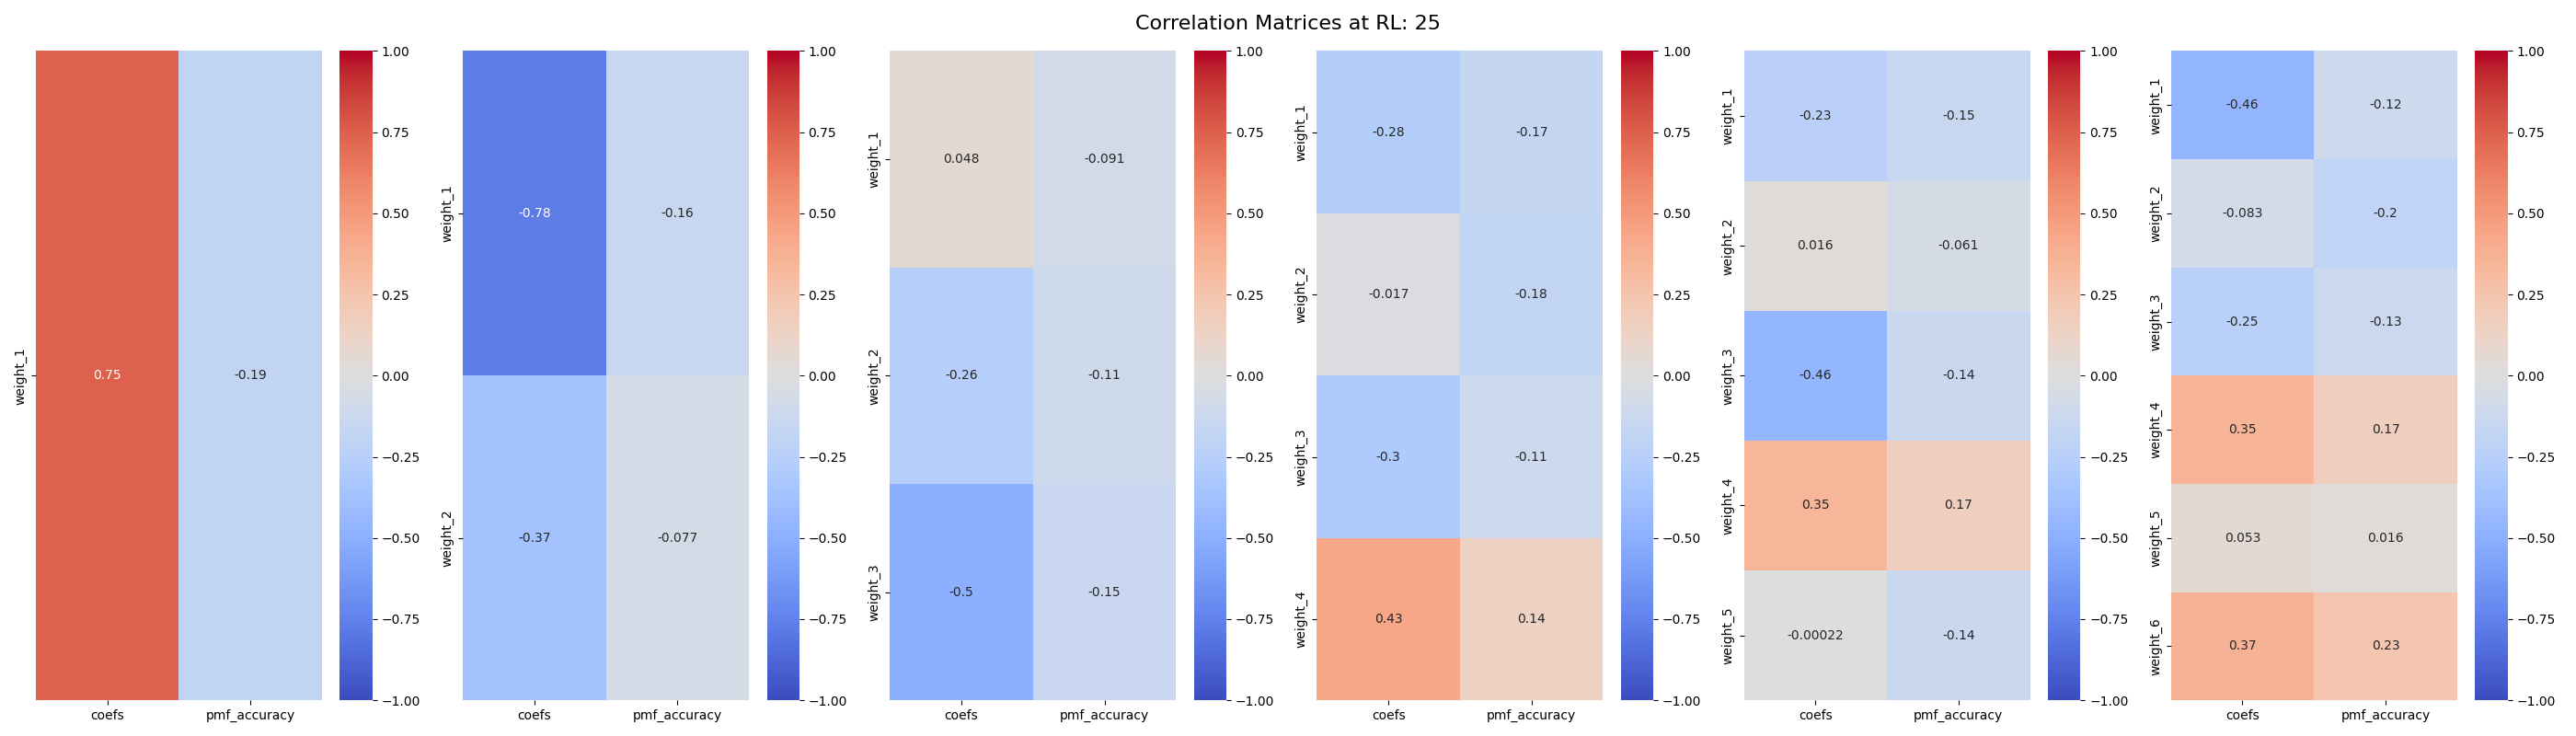 Correlation Matrices at RL: 25
weight_1
0.75
-0.19
coefs
pmf_accuracy
1.00
0.75
0.50
0.25
0.00
−0.25
−0.50
−0.75
−1.00
weight_1
-0.78
-0.16
weight_2
-0.37
-0.077
coefs
pmf_accuracy
1.00
0.75
0.50
0.25
0.00
−0.25
−0.50
−0.75
−1.00
weight_1
0.048
-0.091
weight_2
-0.26
-0.11
weight_3
-0.5
-0.15
coefs
pmf_accuracy
1.00
0.75
0.50
0.25
0.00
−0.25
−0.50
−0.75
−1.00
weight_1
-0.28
-0.17
weight_2
-0.017
-0.18
weight_3
-0.3
-0.11
weight_4
0.43
0.14
coefs
pmf_accuracy
1.00
0.75
0.50
0.25
0.00
−0.25
−0.50
−0.75
−1.00
weight_1
-0.23
-0.15
weight_2
0.016
-0.061
weight_3
-0.46
-0.14
weight_4
0.35
0.17
weight_5
-0.00022
-0.14
coefs
pmf_accuracy
1.00
0.75
0.50
0.25
0.00
−0.25
−0.50
−0.75
−1.00
weight_1
-0.46
-0.12
weight_2
-0.083
-0.2
weight_3
-0.25
-0.13
weight_4
0.35
0.17
weight_5
0.053
0.016
weight_6
0.37
0.23
coefs
pmf_accuracy
1.00
0.75
0.50
0.25
0.00
−0.25
−0.50
−0.75
−1.00